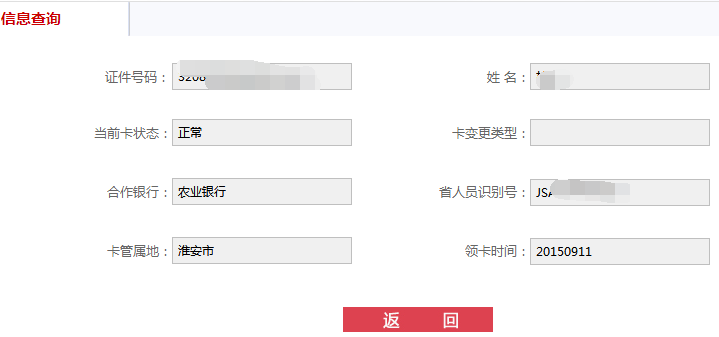 信息查询
证件号码： 姓 名：
当前卡状态： 正常 卡变更类型：
合作银行： 农业银行 省人员识别号： JSA
卡管属地： 淮安市 领卡时间： 20150911
返 回